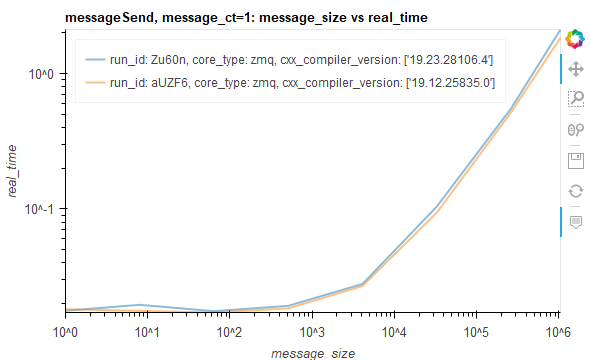 messageSend, message_ct=1: message_size vs real_time
run_id: Zu60n, core_type: zmq, cxx_compiler_version: ['19.23.28106.4']
run_id: aUZF6, core_type: zmq, cxx_compiler_version: ['19.12.25835.0']
10^0
10^-1
real_time
10^0 10^1 10^2 10^3 10^4 10^5 10^6
message_size